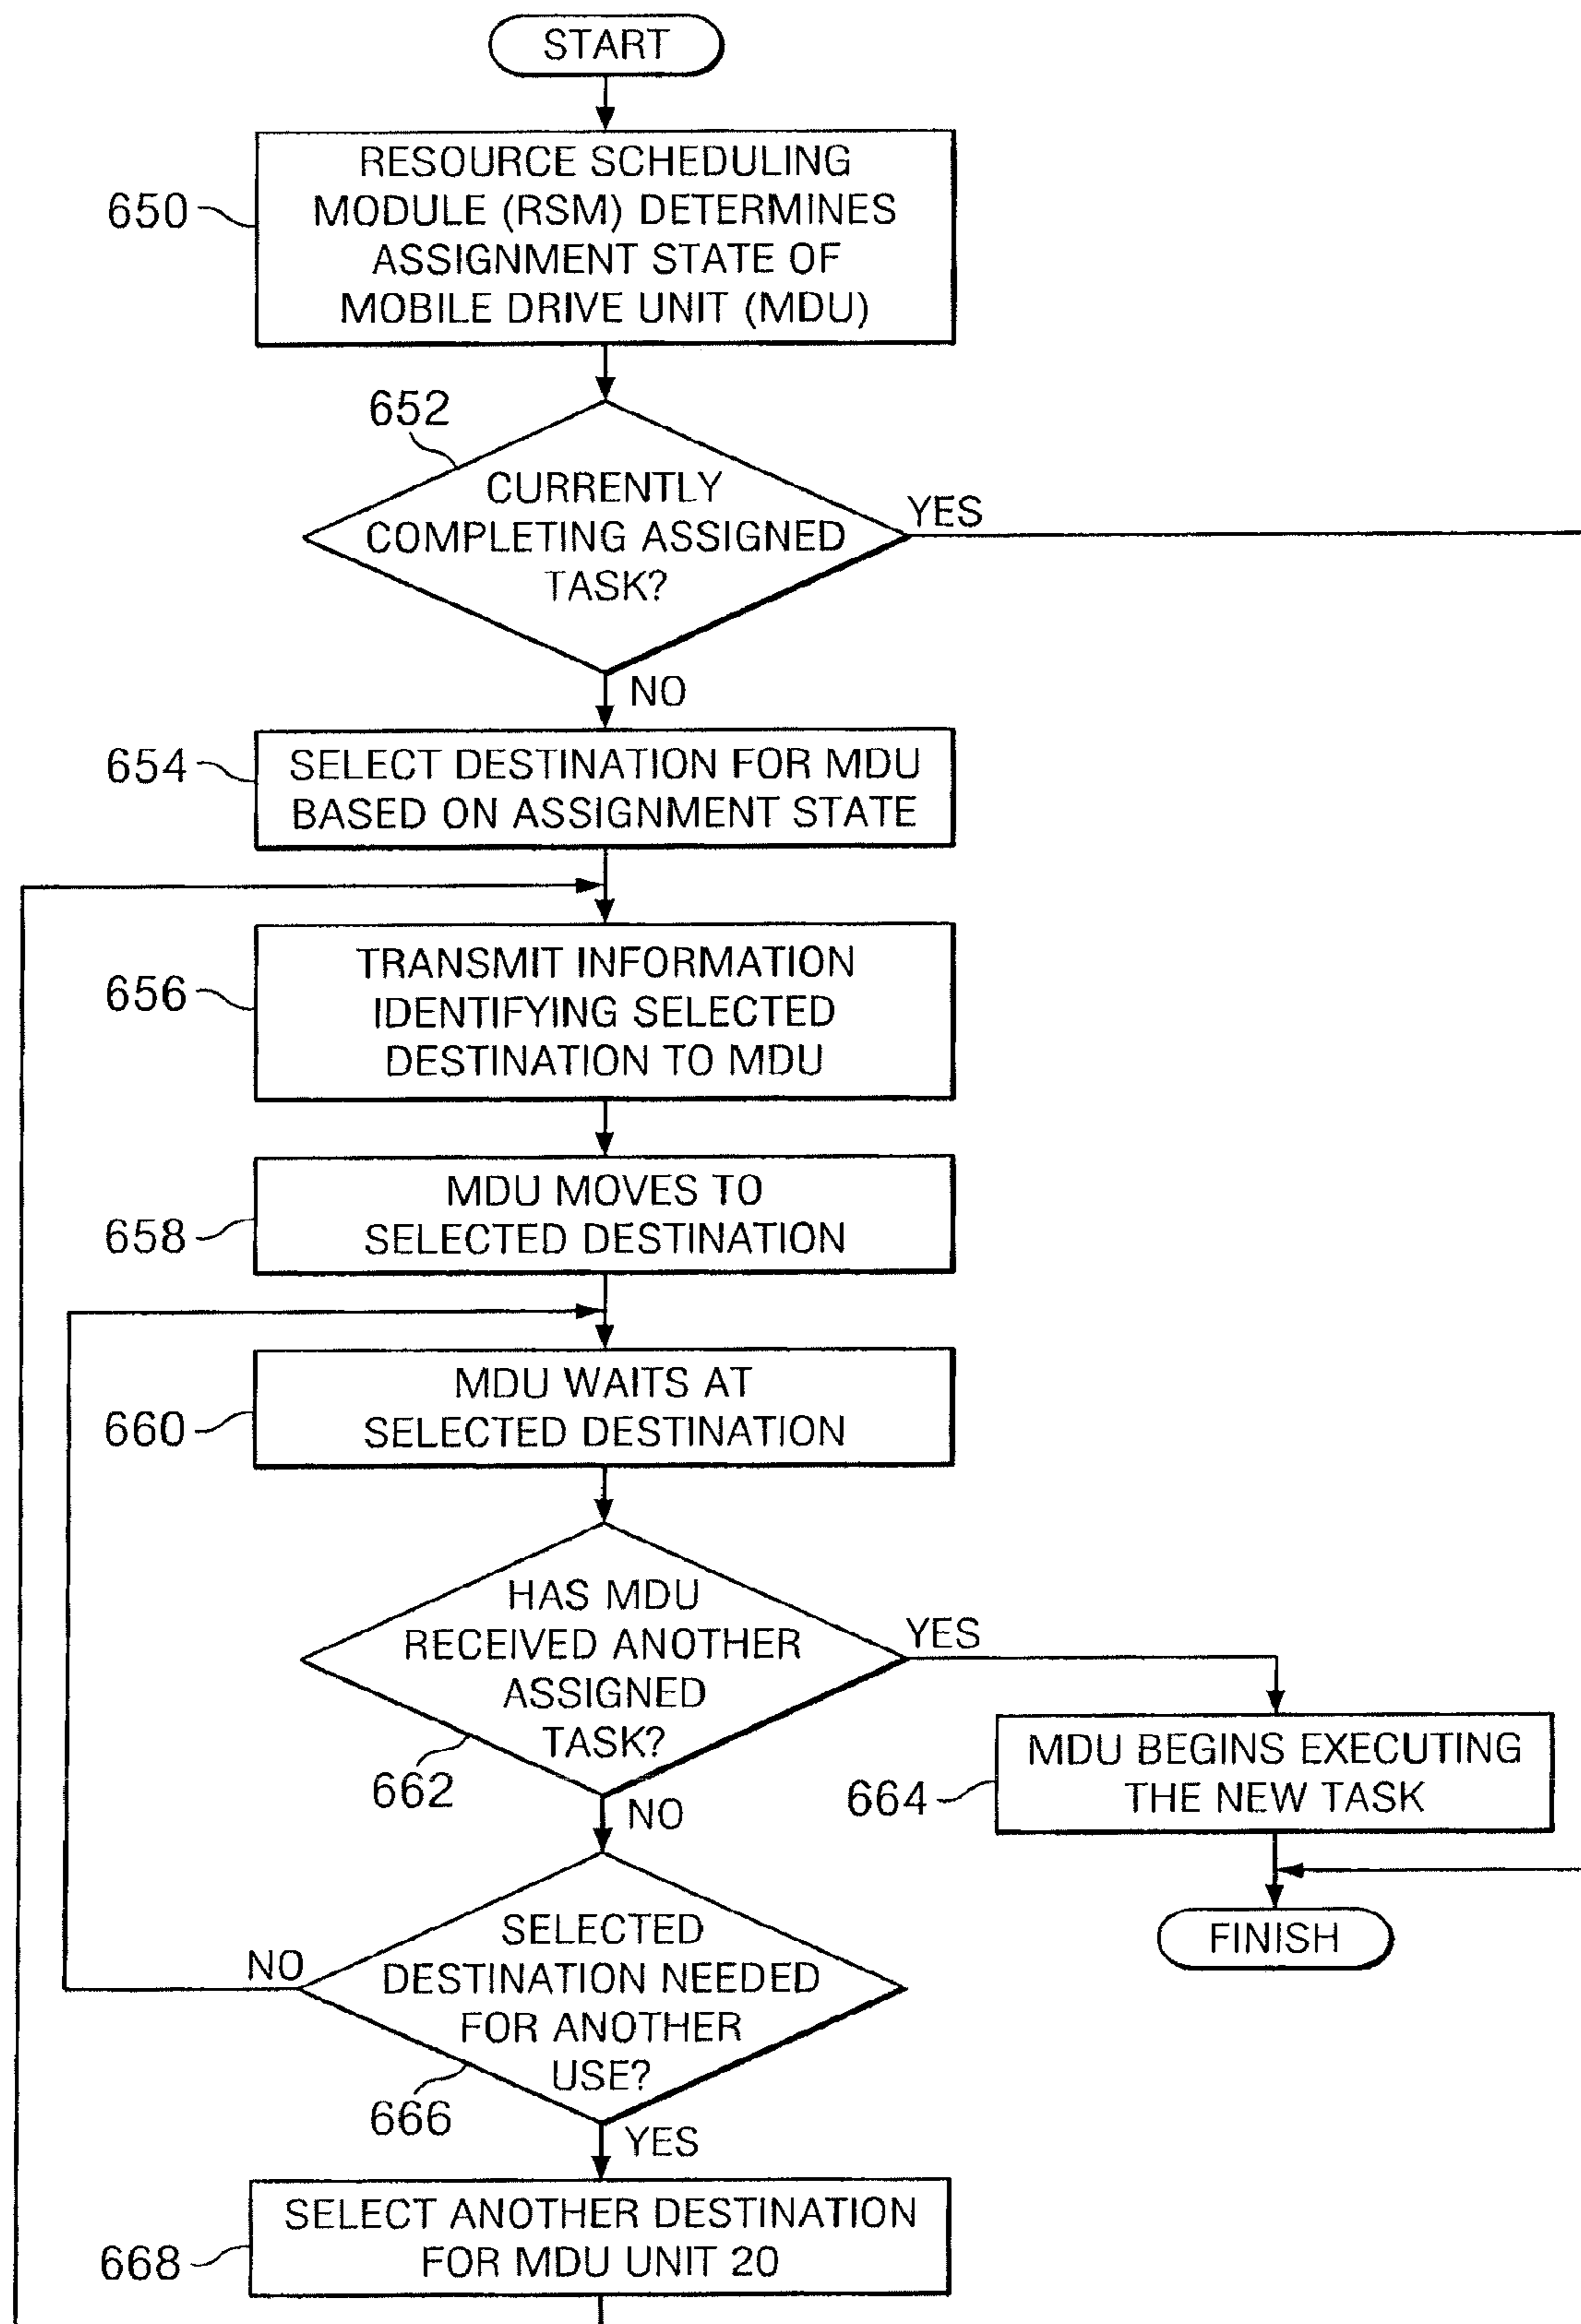 START
650
RESOURCE SCHEDULING
MODULE (RSM) DETERMINES
ASSIGNMENT STATE OF
MOBILE DRIVE UNIT (MDU)
652
CURRENTLY
COMPLETING ASSIGNED
TASK?
YES
NO
654
SELECT DESTINATION FOR MDU
BASED ON ASSIGNMENT STATE
656
TRANSMIT INFORMATION
IDENTIFYING SELECTED
DESTINATION TO MDU
658
MDU MOVES TO
SELECTED DESTINATION
660
MDU WAITS AT
SELECTED DESTINATION
HAS MDU
RECEIVED ANOTHER
ASSIGNED
TASK?
662
YES
NO
664
MDU BEGINS EXECUTING
THE NEW TASK
FINISH
SELECTED
DESTINATION NEEDED
FOR ANOTHER
USE?
666
NO
YES
668
SELECT ANOTHER DESTINATION
FOR MDU UNIT 20